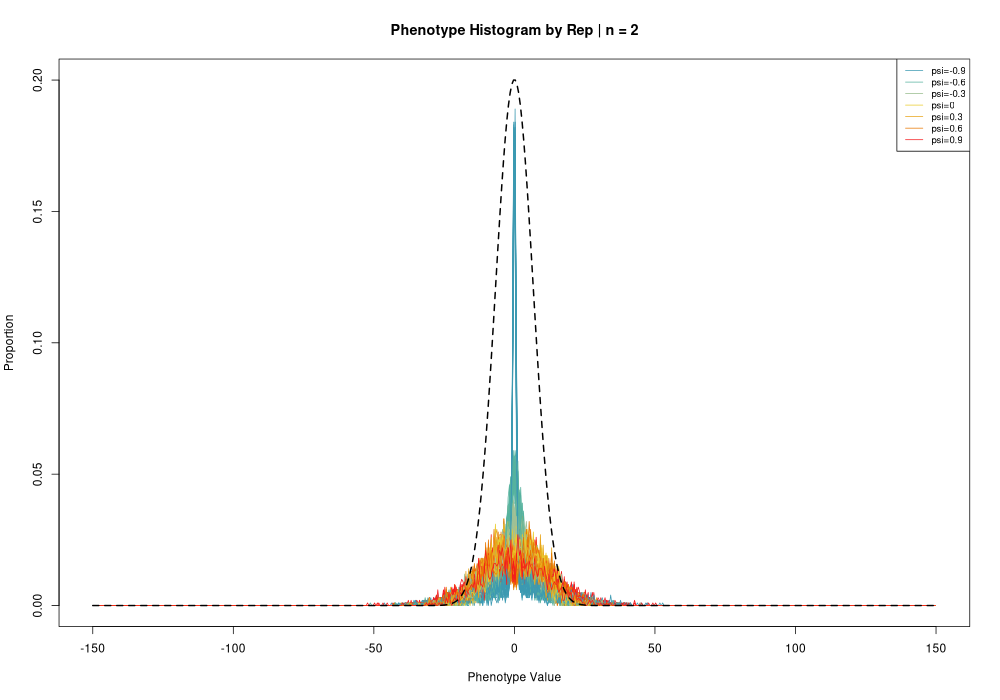 Phenotype Histogram by Rep | n = 2
psi=-0.9
psi=-0.6
psi=-0.3
psi=0
psi=0.3
psi=0.6
psi=0.9
Proportion
0.20
0.15
0.10
0.05
0.00
-150 -100 -50 0 50 100 150
Phenotype Value